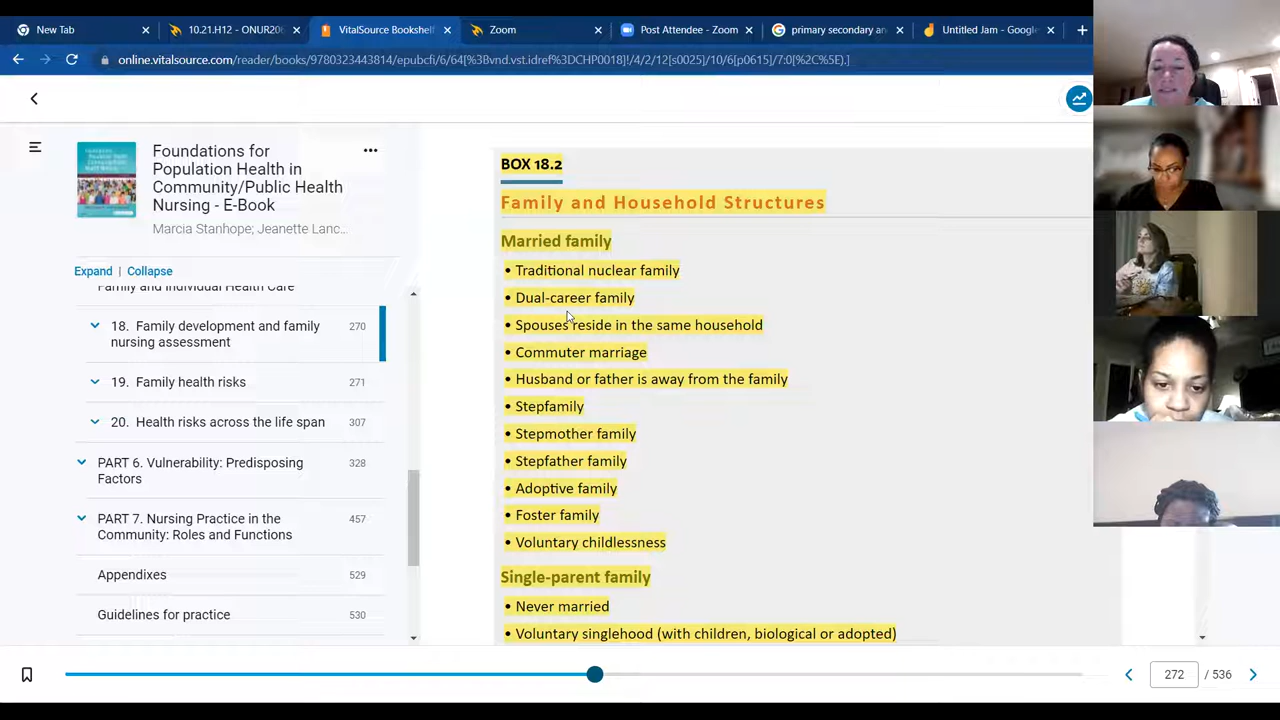 New Tab
10.21.H12 - ONUR206
VitalSource Bookshelf
Zoom
Post Attendee - Zoom
primary secondary an
Untitled Jam - Google
online.vitalsource.com/reader/books/9780323443814/epubcfi/6/64[%3Bvnd.vst.idref%3DCHP0018]!/4/2/12[s0025]/10/6[p0615]/7:0[%2C%5E).]
Foundations for
Population Health in
Community/Public Health
Nursing - E-Book
Marcia Stanhope; Jeanette Lanc...
Expand | Collapse
Family and Individual Health Care
18. Family development and family 270
nursing assessment
19. Family health risks 271
20. Health risks across the life span 307
PART 6. Vulnerability: Predisposing 328
Factors
PART 7. Nursing Practice in the 457
Community: Roles and Functions
Appendixes 529
Guidelines for practice 530
BOX 18.2
Family and Household Structures
Married family
• Traditional nuclear family
• Dual-career family
• Spouses reside in the same household
• Commuter marriage
• Husband or father is away from the family
• Stepfamily
• Stepmother family
• Stepfather family
• Adoptive family
• Foster family
• Voluntary childlessness
Single-parent family
• Never married
• Voluntary singlehood (with children, biological or adopted)
272 / 536